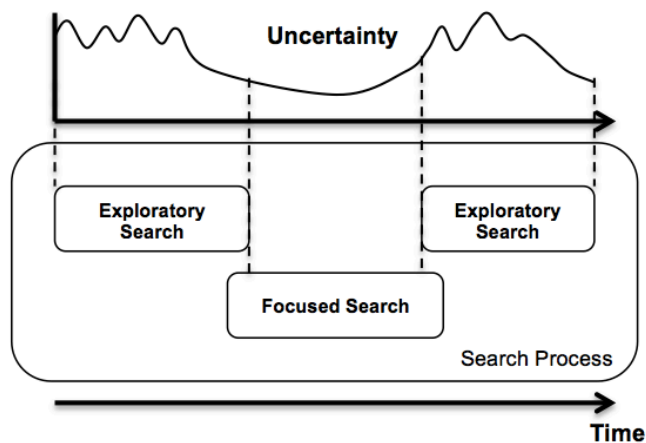 Uncertainty
Exploratory
Search
Exploratory
Search
Focused Search
Search Process
Time